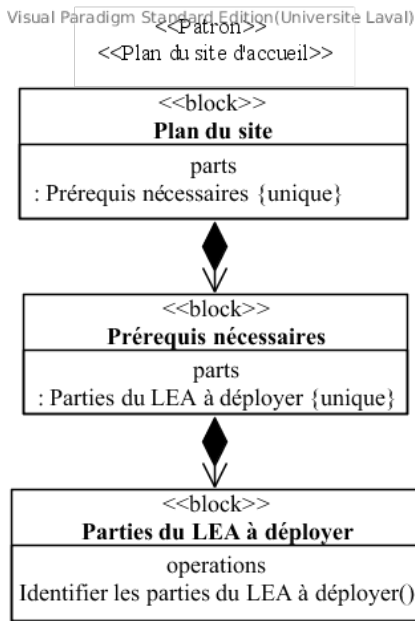 Visual Paradigm Standard Edition(Universite Laval)
<<Patron>>
<<Plan du site d'accueil>>
<<block>>
Plan du site
parts
: Prérequis nécessaires {unique}
<<block>>
Prérequis nécessaires
parts
: Parties du LEA à déployer {unique}
<<block>>
Parties du LEA à déployer
operations
Identifier les parties du LEA à déployer()